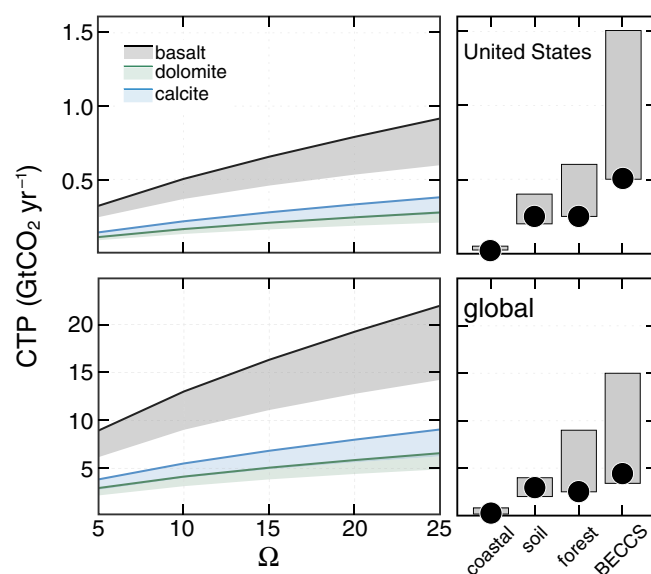 1.5
1.0
0.5
basalt
dolomite
calcite
United States
CTP (GtCO₂ yr⁻¹)
20
15
10
5
global
5
10
15
20
25
Ω
coastal
soil
forest
BECCS